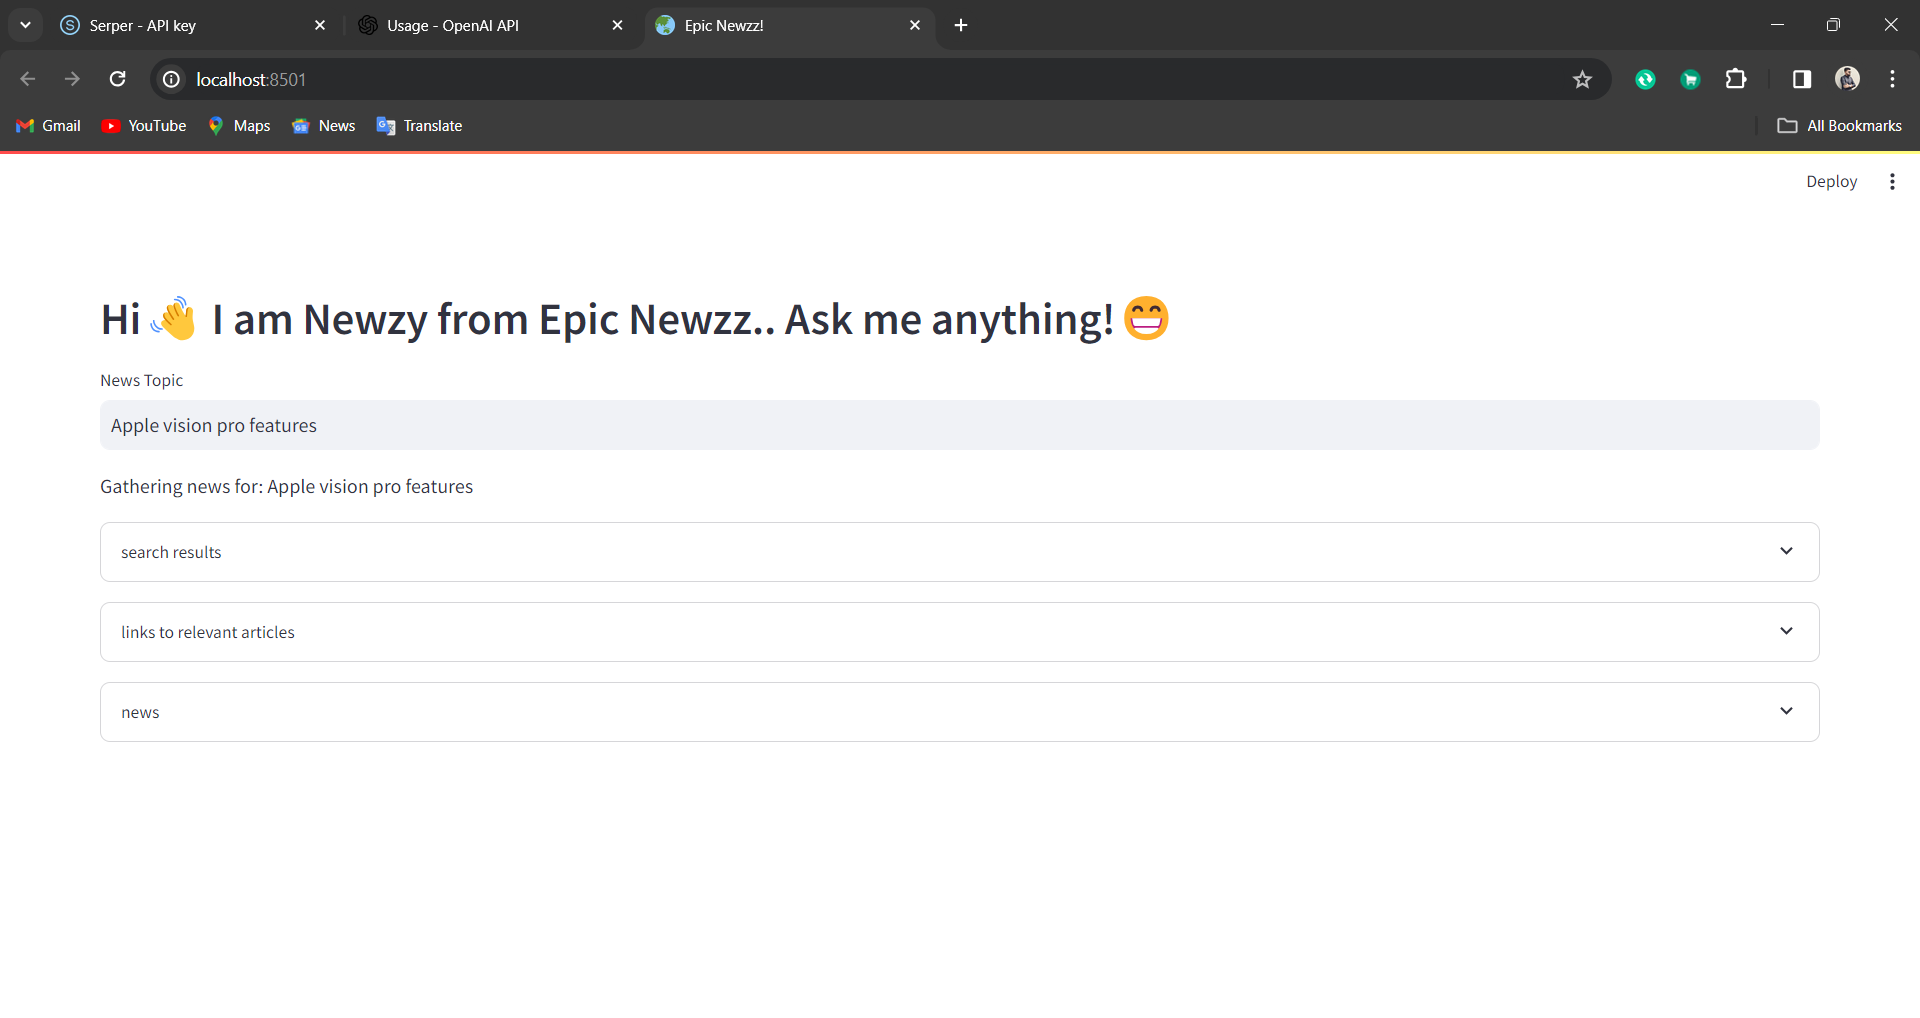 Serper - API key
Usage - OpenAI API
Epic Newzz!
localhost:8501
Gmail
YouTube
Maps
News
Translate
All Bookmarks
Deploy
Hi 👋 I am Newzy from Epic Newzz.. Ask me anything! 😁
News Topic
Apple vision pro features
Gathering news for: Apple vision pro features
search results
links to relevant articles
news